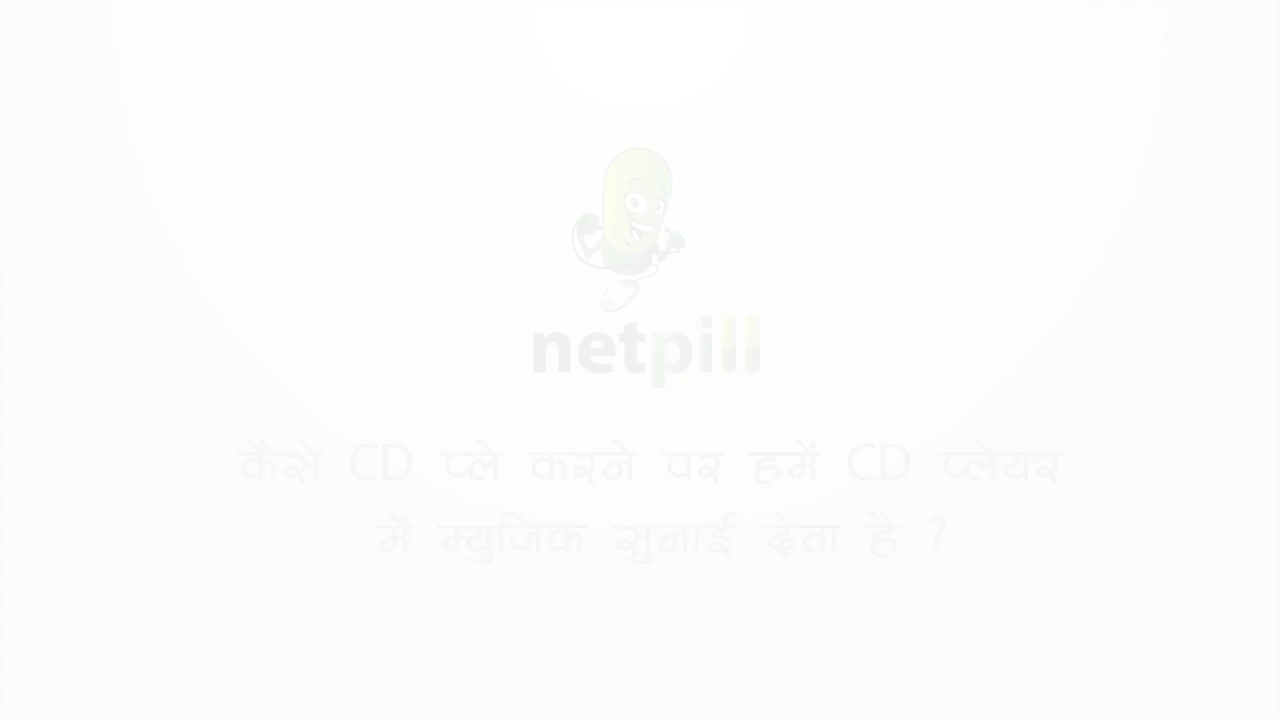 netpill
कैसे CD प्ले करने पर हमें CD प्लेयर
में म्युजिक सुनाई देता है ?